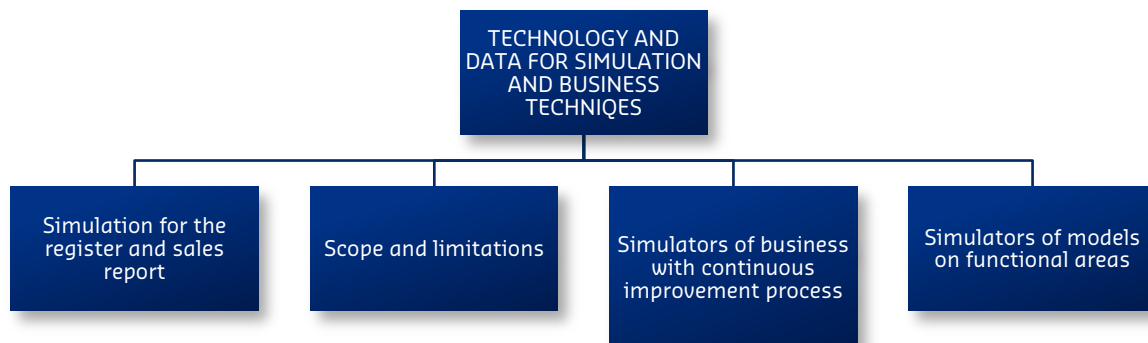 TECHNOLOGY AND
DATA FOR SIMULATION
AND BUSINESS
TECHNIQES
Simulation for the
register and sales
report
Scope and limitations
Simulators of business
with continuous
improvement process
Simulators of models
on functional areas